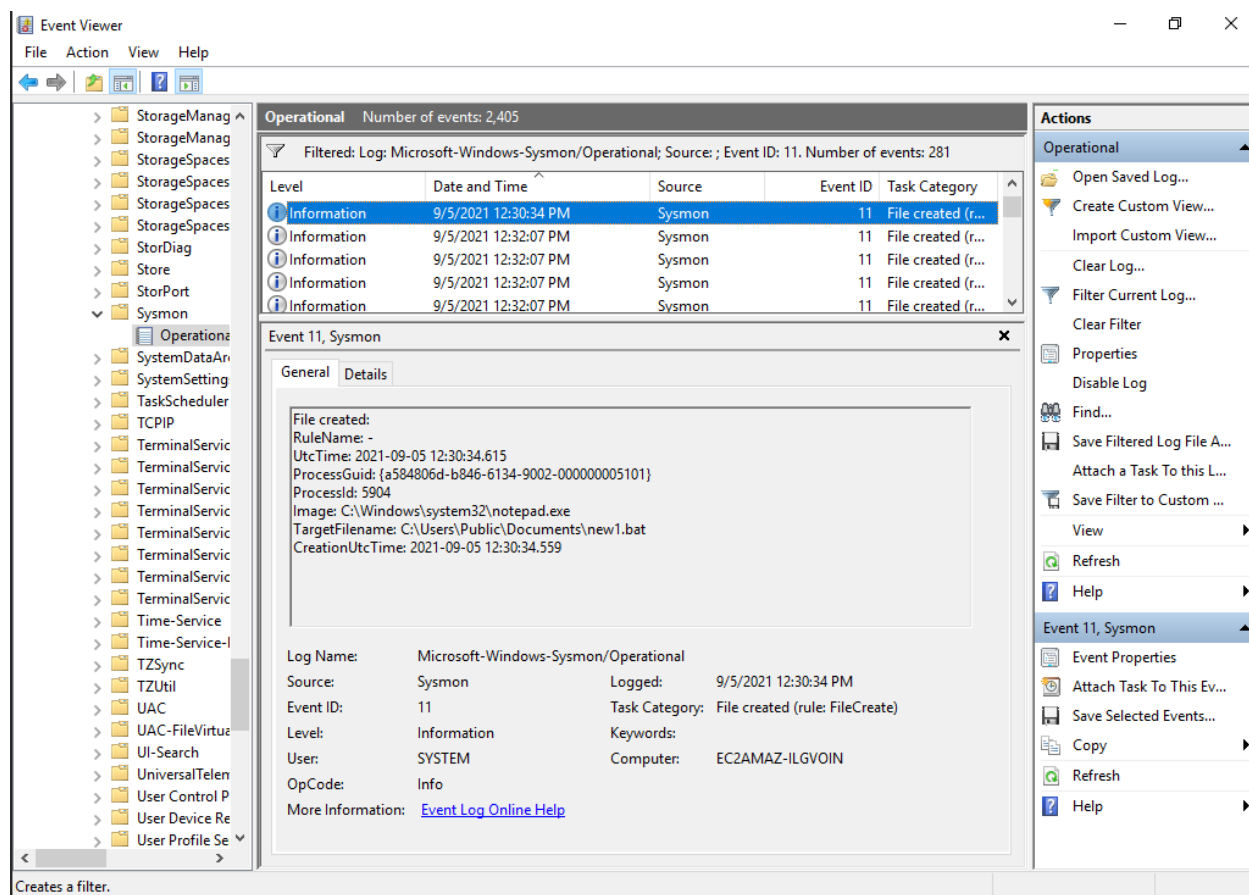 Event Viewer
File Action View Help
StorageManag
StorageManag
StorageSpaces
StorageSpaces
StorageSpaces
StorageSpaces
StorDiag
Store
StorPort
Sysmon
Operationa
SystemDataAr
SystemSetting
TaskScheduler
TCPIP
TerminalServic
TerminalServic
TerminalServic
TerminalServic
TerminalServic
TerminalServic
TerminalServic
TerminalServic
Time-Service
Time-Service-
TZSync
TZUtil
UAC
UAC-FileVirtua
UI-Search
UniversalTelem
User Control P
User Device Re
User Profile Se
Operational Number of events: 2,405
Filtered: Log: Microsoft-Windows-Sysmon/Operational; Source: ; Event ID: 11. Number of events: 281
Level Date and Time Source Event ID Task Category
Information 9/5/2021 12:30:34 PM Sysmon 11 File created (r...
Information 9/5/2021 12:32:07 PM Sysmon 11 File created (r...
Information 9/5/2021 12:32:07 PM Sysmon 11 File created (r...
Information 9/5/2021 12:32:07 PM Sysmon 11 File created (r...
Information 9/5/2021 12:32:07 PM Sysmon 11 File created (r...
Event 11, Sysmon
General Details
File created:
RuleName: -
UtcTime: 2021-09-05 12:30:34.615
ProcessGuid: {a584806d-b846-6134-9002-000000005101}
ProcessId: 5904
Image: C:\Windows\system32\notepad.exe
TargetFilename: C:\Users\Public\Documents\new1.bat
CreationUtcTime: 2021-09-05 12:30:34.559
Log Name: Microsoft-Windows-Sysmon/Operational
Source: Sysmon Logged: 9/5/2021 12:30:34 PM
Event ID: 11 Task Category: File created (rule: FileCreate)
Level: Information Keywords:
User: SYSTEM Computer: EC2AMAZ-ILGVOIN
OpCode: Info
More Information: Event Log Online Help
Actions
Operational
Open Saved Log...
Create Custom View...
Import Custom View...
Clear Log...
Filter Current Log...
Clear Filter
Properties
Disable Log
Find...
Save Filtered Log File A...
Attach a Task To this L...
Save Filter to Custom ...
View
Refresh
Help
Event 11, Sysmon
Event Properties
Attach Task To This Ev...
Save Selected Events...
Copy
Refresh
Help
Creates a filter.